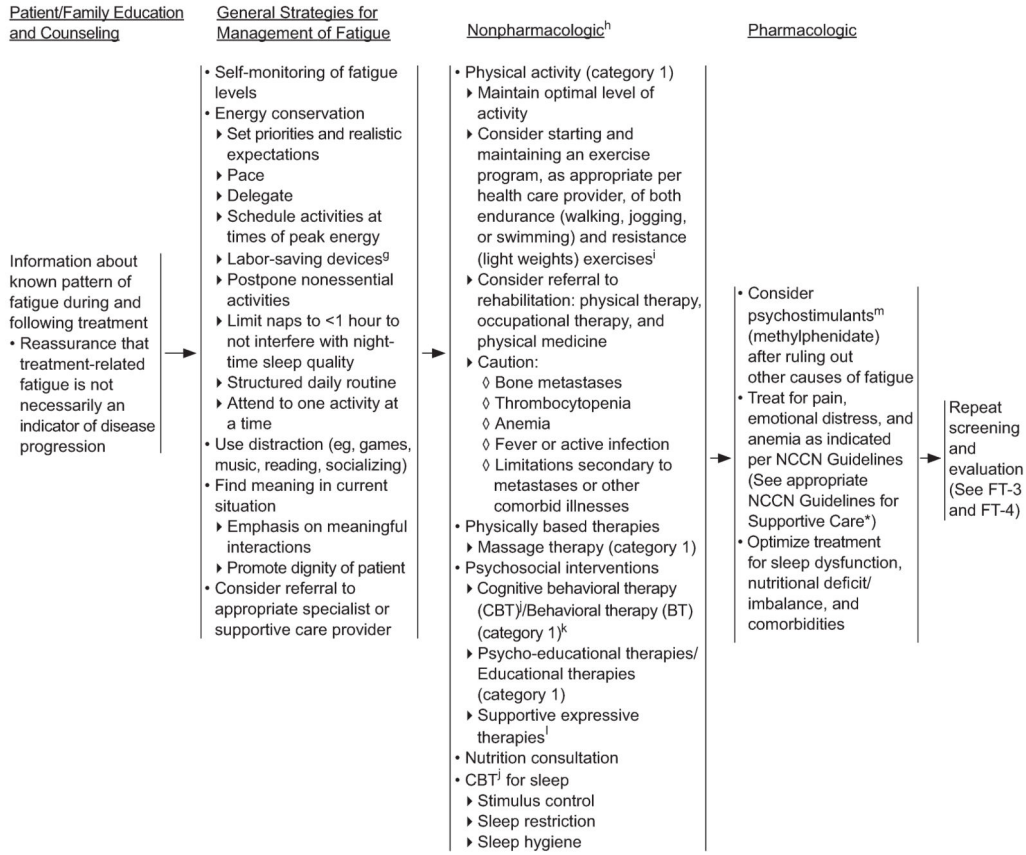 Patient/Family Education
and Counseling
Information about
known pattern of
fatigue during and
following treatment
• Reassurance that
treatment-related
fatigue is not
necessarily an
indicator of disease
progression
General Strategies for
Management of Fatigue
• Self-monitoring of fatigue
levels
• Energy conservation
▸ Set priorities and realistic
expectations
▸ Pace
▸ Delegate
▸ Schedule activities at
times of peak energy
▸ Labor-saving devicesᵍ
▸ Postpone nonessential
activities
▸ Limit naps to <1 hour to
not interfere with night-
time sleep quality
▸ Structured daily routine
▸ Attend to one activity at
a time
• Use distraction (eg, games,
music, reading, socializing)
• Find meaning in current
situation
▸ Emphasis on meaningful
interactions
▸ Promote dignity of patient
• Consider referral to
appropriate specialist or
supportive care provider
Nonpharmacologicʰ
• Physical activity (category 1)
▸ Maintain optimal level of
activity
▸ Consider starting and
maintaining an exercise
program, as appropriate per
health care provider, of both
endurance (walking, jogging,
or swimming) and resistance
(light weights) exercisesⁱ
▸ Consider referral to
rehabilitation: physical therapy,
occupational therapy, and
physical medicine
▸ Caution:
◊ Bone metastases
◊ Thrombocytopenia
◊ Anemia
◊ Fever or active infection
◊ Limitations secondary to
metastases or other
comorbid illnesses
• Physically based therapies
▸ Massage therapy (category 1)
• Psychosocial interventions
▸ Cognitive behavioral therapy
(CBT)ʲ/Behavioral therapy (BT)
(category 1)ᵏ
▸ Psycho-educational therapies/
Educational therapies
(category 1)
▸ Supportive expressive
therapiesˡ
• Nutrition consultation
• CBTʲ for sleep
▸ Stimulus control
▸ Sleep restriction
▸ Sleep hygiene
Pharmacologic
• Consider
psychostimulantsᵐ
(methylphenidate)
after ruling out
other causes of fatigue
• Treat for pain,
emotional distress, and
anemia as indicated
per NCCN Guidelines
(See appropriate
NCCN Guidelines for
Supportive Care*)
• Optimize treatment
for sleep dysfunction,
nutritional deficit/
imbalance, and
comorbidities
Repeat
screening
and
evaluation
(See FT-3
and FT-4)